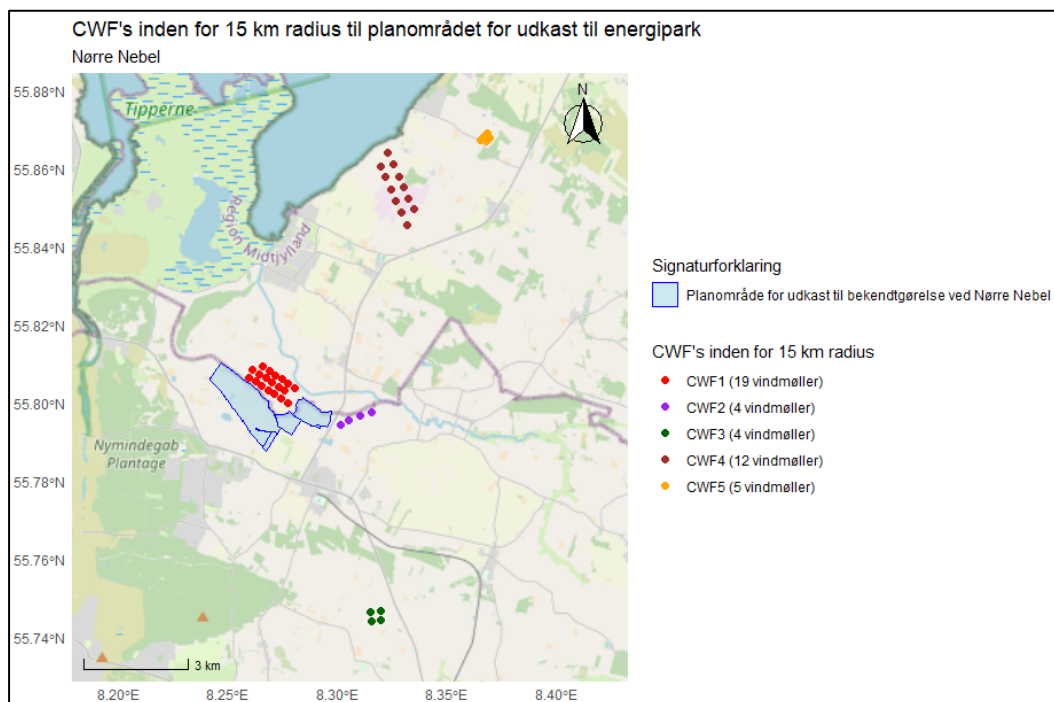 CWF's inden for 15 km radius til planområdet for udkast til energipark
Nørre Nebel
55.88°N
55.86°N
55.84°N
55.82°N
55.80°N
55.78°N
55.76°N
55.74°N
Tipperne
N
Region Midtjylland
Nymindegab
Plantage
3 km
8.20°E
8.25°E
8.30°E
8.35°E
8.40°E
Signaturforklaring
Planområde for udkast til bekendtgørelse ved Nørre Nebel
CWF's inden for 15 km radius
CWF1 (19 vindmøller)
CWF2 (4 vindmøller)
CWF3 (4 vindmøller)
CWF4 (12 vindmøller)
CWF5 (5 vindmøller)